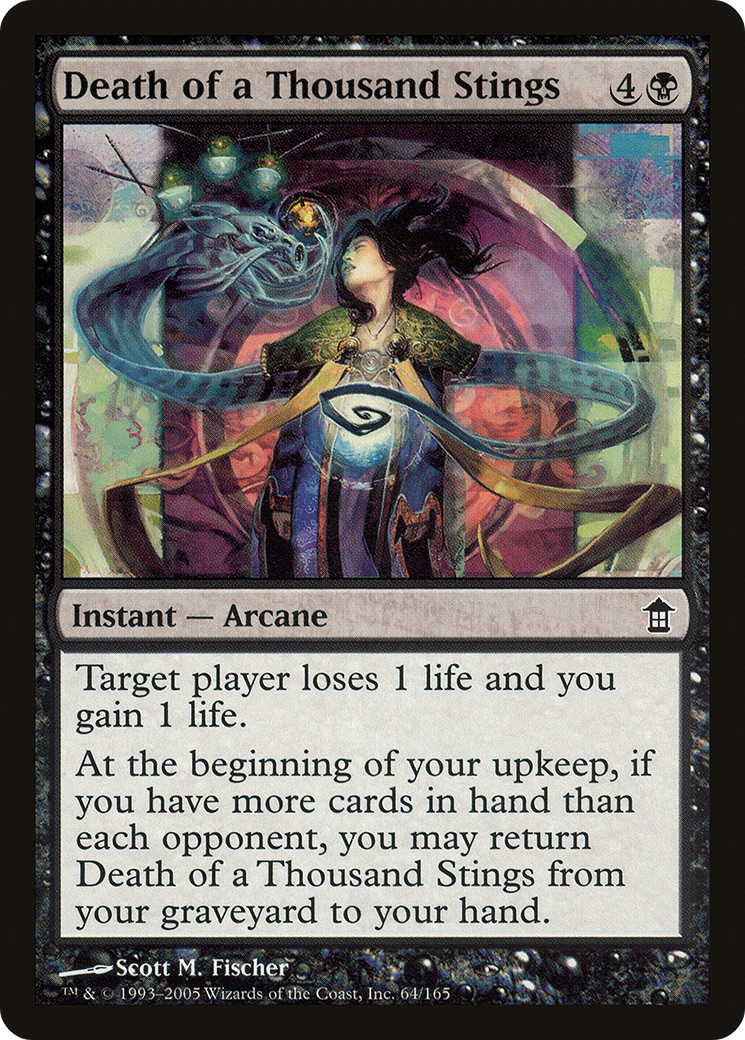 Death of a Thousand Stings 4
Instant — Arcane
Target player loses 1 life and you
gain 1 life.
At the beginning of your upkeep, if
you have more cards in hand than
each opponent, you may return
Death of a Thousand Stings from
your graveyard to your hand.
Scott M. Fischer
™ & © 1993–2005 Wizards of the Coast, Inc. 64/165